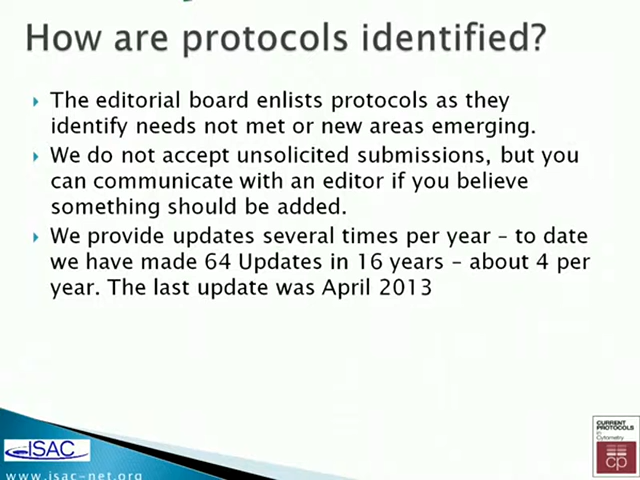 How are protocols identified?
The editorial board enlists protocols as they
identify needs not met or new areas emerging.
We do not accept unsolicited submissions, but you
can communicate with an editor if you believe
something should be added.
We provide updates several times per year – to date
we have made 64 Updates in 16 years – about 4 per
year. The last update was April 2013
ISAC
www.isac-net.org
CURRENT
PROTOCOLS
in
Cytometry
cp